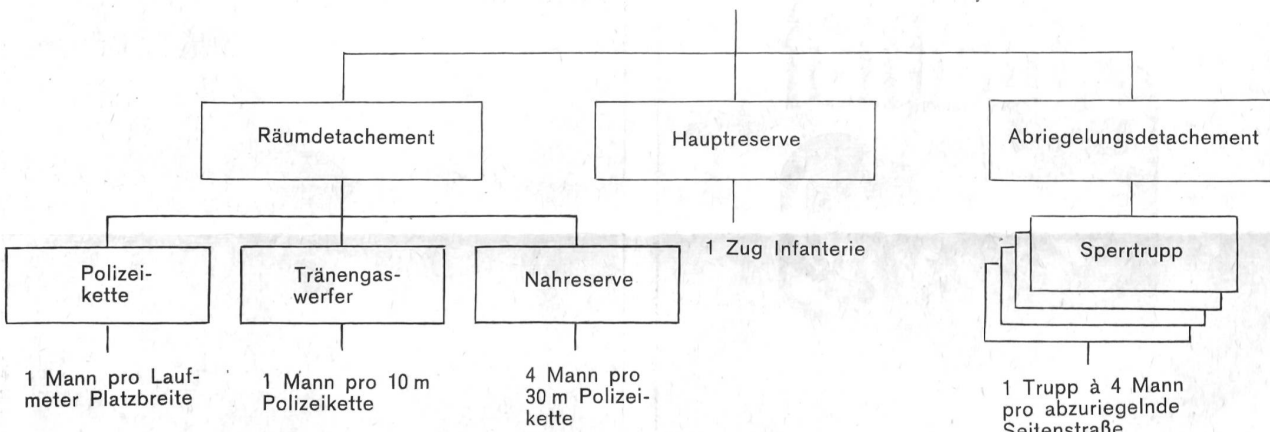 Räumdetachement
Hauptreserve
Abriegelungsdetachement
Polizei-
kette
Tränengas-
werfer
Nahreserve
1 Zug Infanterie
Sperrtrupp
1 Mann pro Lauf-
meter Platzbreite
1 Mann pro 10 m
Polizeikette
4 Mann pro
30 m Polizei-
kette
1 Trupp à 4 Mann
pro abzuriegelnde
Seitenstraße